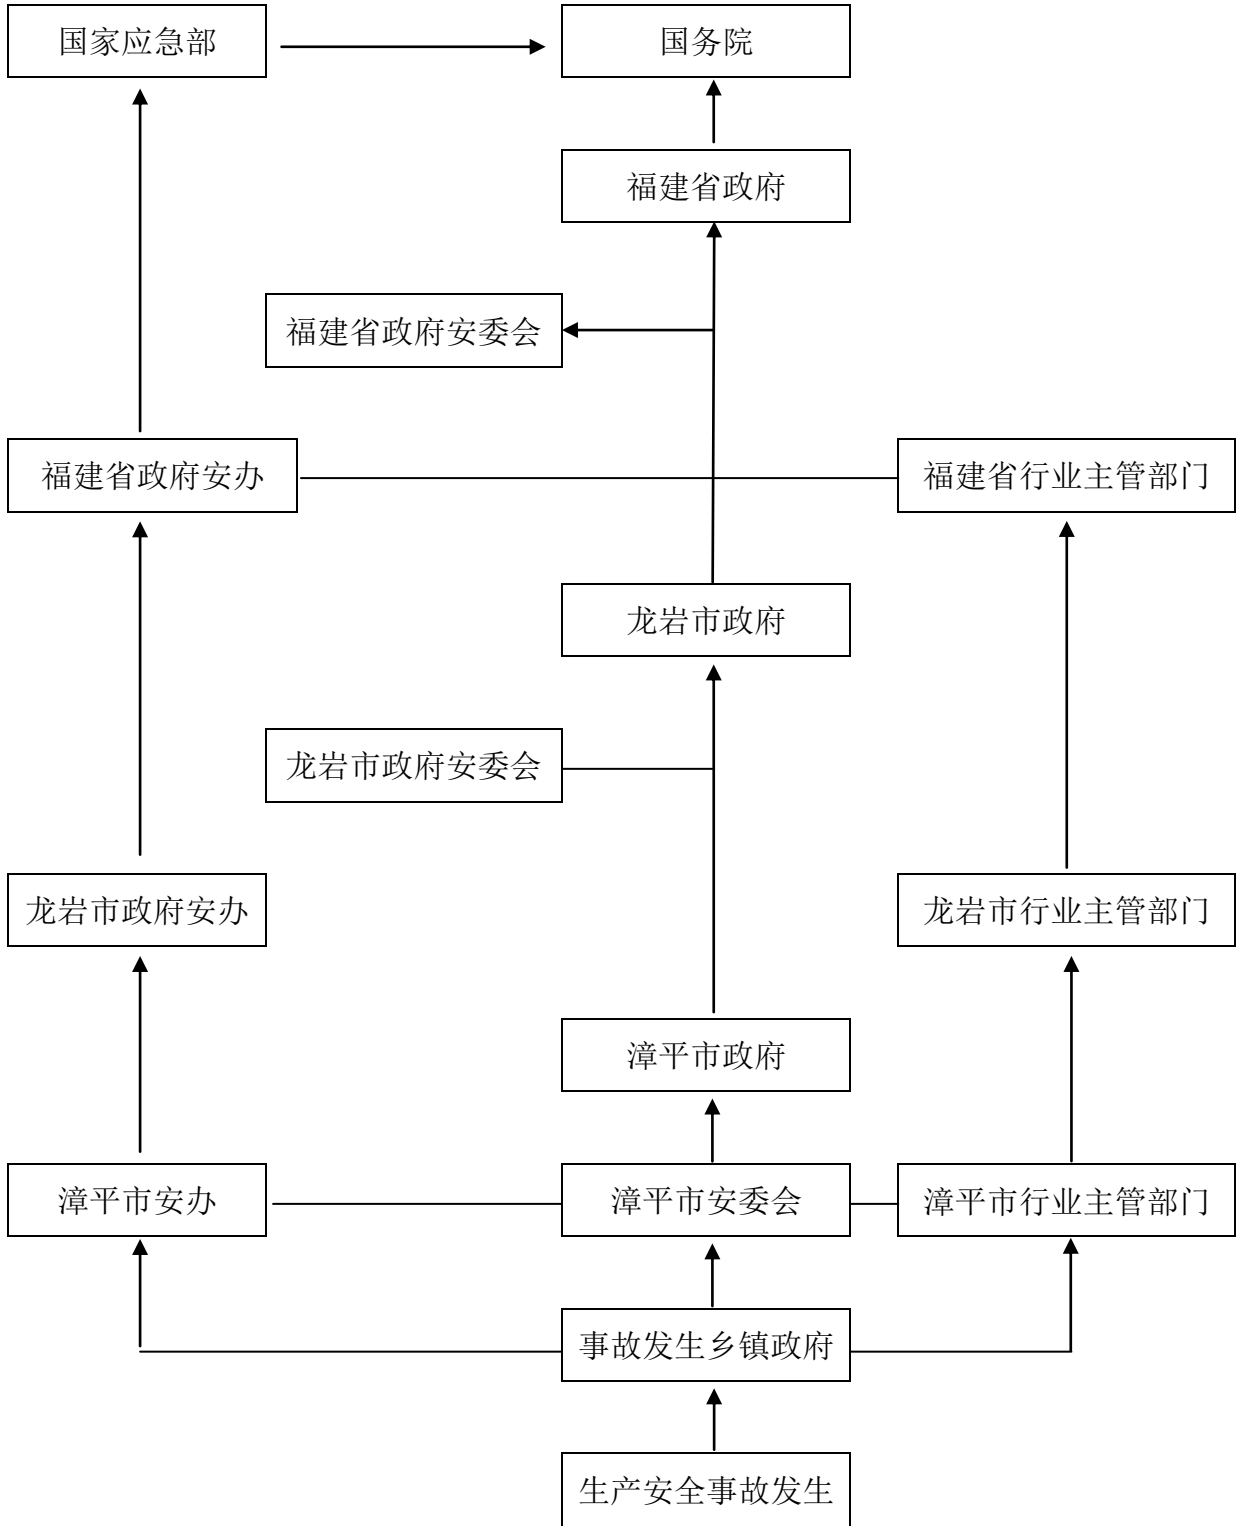 国家应急部
国务院
福建省政府
福建省政府安委会
福建省政府安办
福建省行业主管部门
龙岩市政府
龙岩市政府安委会
龙岩市政府安办
龙岩市行业主管部门
漳平市政府
漳平市安办
漳平市安委会
漳平市行业主管部门
事故发生乡镇政府
生产安全事故发生